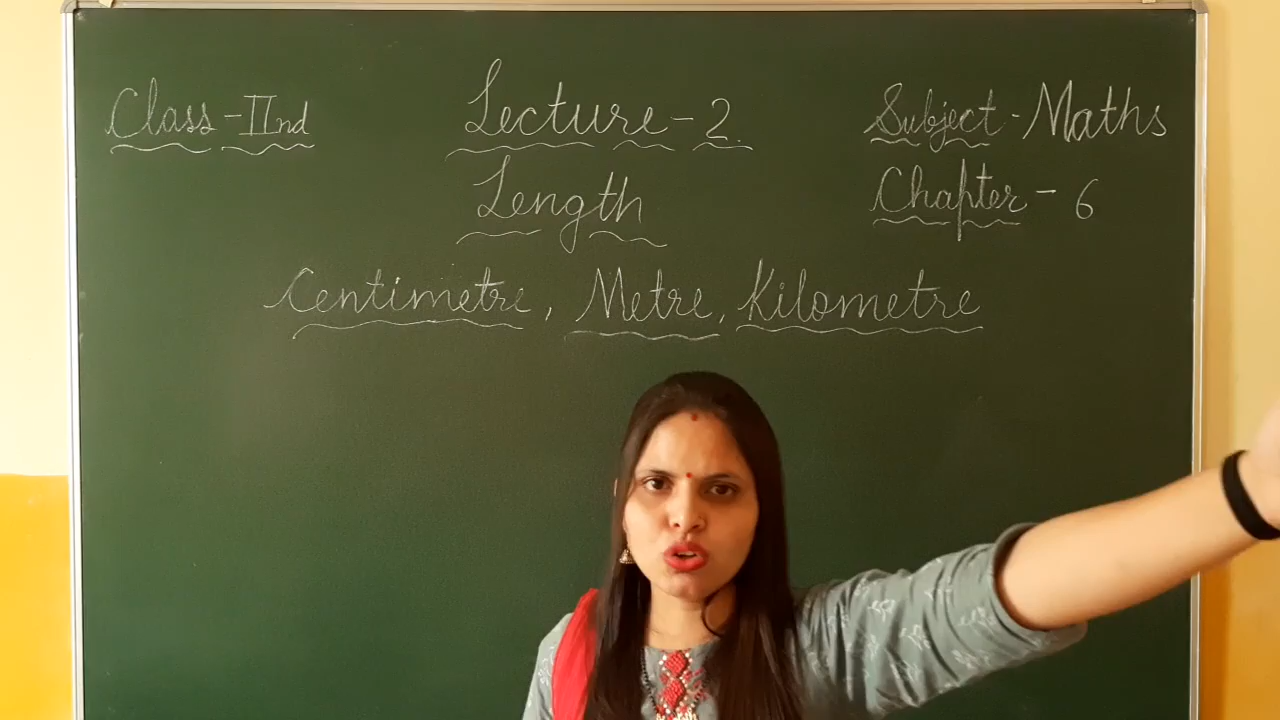 Class-IInd Lecture-2. Subject-Maths
Length Chapter-6
Centimetre, Metre, Kilometre